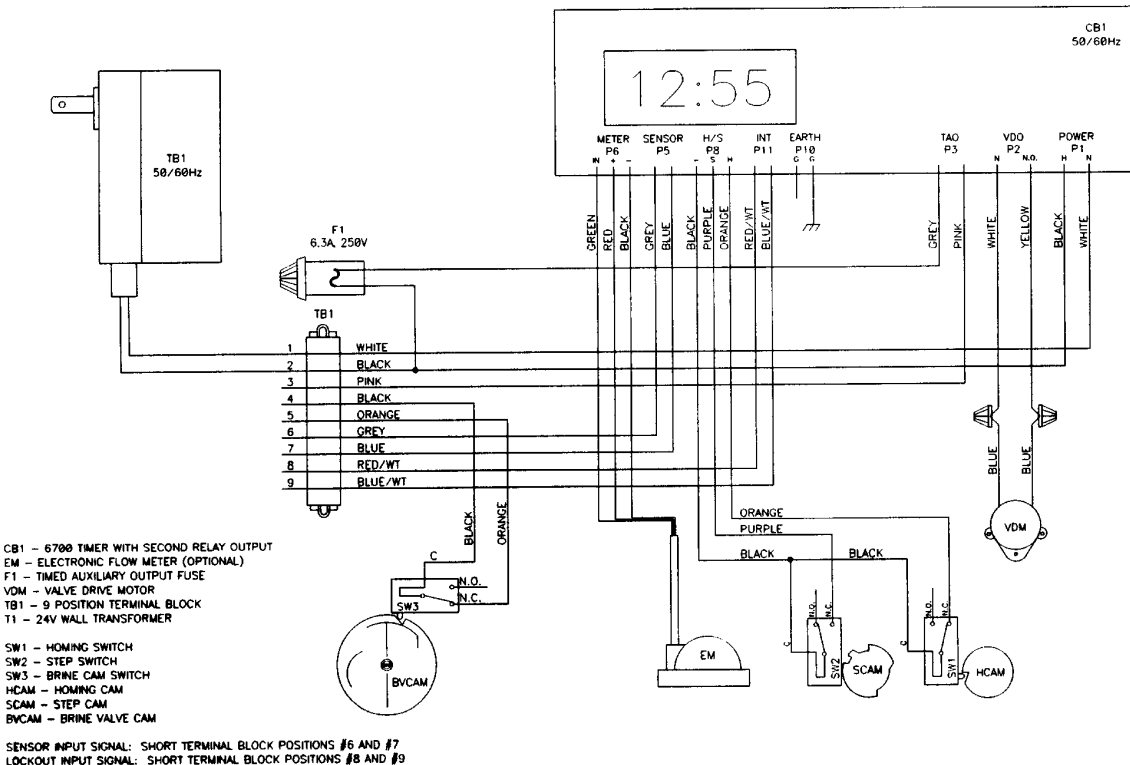 CB1
50/60Hz
12:55
METER SENSOR H/S INT EARTH TAO VDO POWER
P6 P5 P8 P11 P10 P3 P2 P1
IN + - - S H G G N N.O. H N
TB1
50/60Hz
GREEN
RED
BLACK
GREY
BLUE
BLACK
PURPLE
ORANGE
RED/WT
BLUE/WT
GREY
PINK
WHITE
YELLOW
BLACK
WHITE
F1
6.3A, 250V
TB1
1 WHITE
2 BLACK
3 PINK
4 BLACK
5 ORANGE
6 GREY
7 BLUE
8 RED/WT
9 BLUE/WT
BLACK
ORANGE
BLUE
BLUE
VDM
ORANGE
PURPLE
BLACK BLACK
C
N.O.
N.C.
SW3
BVCAM
EM
N.O.
N.C.
C
SW2
SCAM
N.O.
N.C.
C
SW1
HCAM
CB1 - 6700 TIMER WITH SECOND RELAY OUTPUT
EM - ELECTRONIC FLOW METER (OPTIONAL)
F1 - TIMED AUXILIARY OUTPUT FUSE
VDM - VALVE DRIVE MOTOR
TB1 - 9 POSITION TERMINAL BLOCK
T1 - 24V WALL TRANSFORMER
SW1 - HOMING SWITCH
SW2 - STEP SWITCH
SW3 - BRINE CAM SWITCH
HCAM - HOMING CAM
SCAM - STEP CAM
BVCAM - BRINE VALVE CAM
SENSOR INPUT SIGNAL: SHORT TERMINAL BLOCK POSITIONS #6 AND #7
LOCKOUT INPUT SIGNAL: SHORT TERMINAL BLOCK POSITIONS #8 AND #9